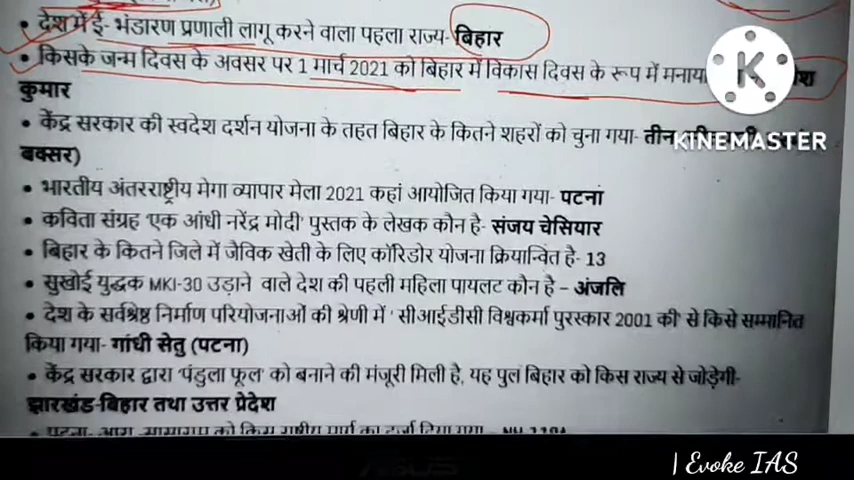 • देश में ई- भंडारण प्रणाली लागू करने वाला पहला राज्य- बिहार
• किसके जन्म दिवस के अवसर पर 1 मार्च 2021 को बिहार में विकास दिवस के रूप में
कुमार
• केंद्र सरकार की स्वदेश दर्शन योजना के तहत बिहार के कितने शहरों को चुना गया- तीन
बक्सर)
• भारतीय अंतरराष्ट्रीय मेगा व्यापार मेला 2021 कहां आयोजित किया गया- पटना
• कविता संग्रह 'एक आंधी नरेंद्र मोदी' पुस्तक के लेखक कौन है- संजय चेसियार
• बिहार के कितने जिले में जैविक खेती के लिए कॉरिडोर योजना क्रियान्वित है- 13
• सुखोई युद्धक MKI-30 उड़ाने वाले देश की पहली महिला पायलट कौन है – अंजलि
• देश के सर्वश्रेष्ठ निर्माण परियोजनाओं की श्रेणी में ' सीआईडीसी विश्वकर्मा पुरस्कार 2001 की' से किसे सम्मानित
किया गया- गांधी सेतु (पटना)
• केंद्र सरकार द्वारा 'पंडुला फूल' को बनाने की मंजूरी मिली है, यह पुल बिहार को किस राज्य से जोड़ेगी-
झारखंड-बिहार तथा उत्तर प्रदेश
K
KINEMASTER
ASUS
| Evoke IAS